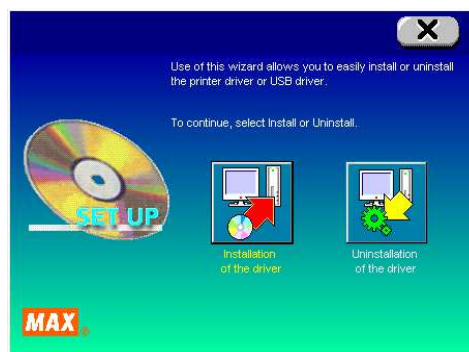 Use of this wizard allows you to easily install or uninstall
the printer driver or USB driver.
To continue, select Install or Uninstall.
SET UP
Installation
of the driver
Uninstallation
of the driver
MAX